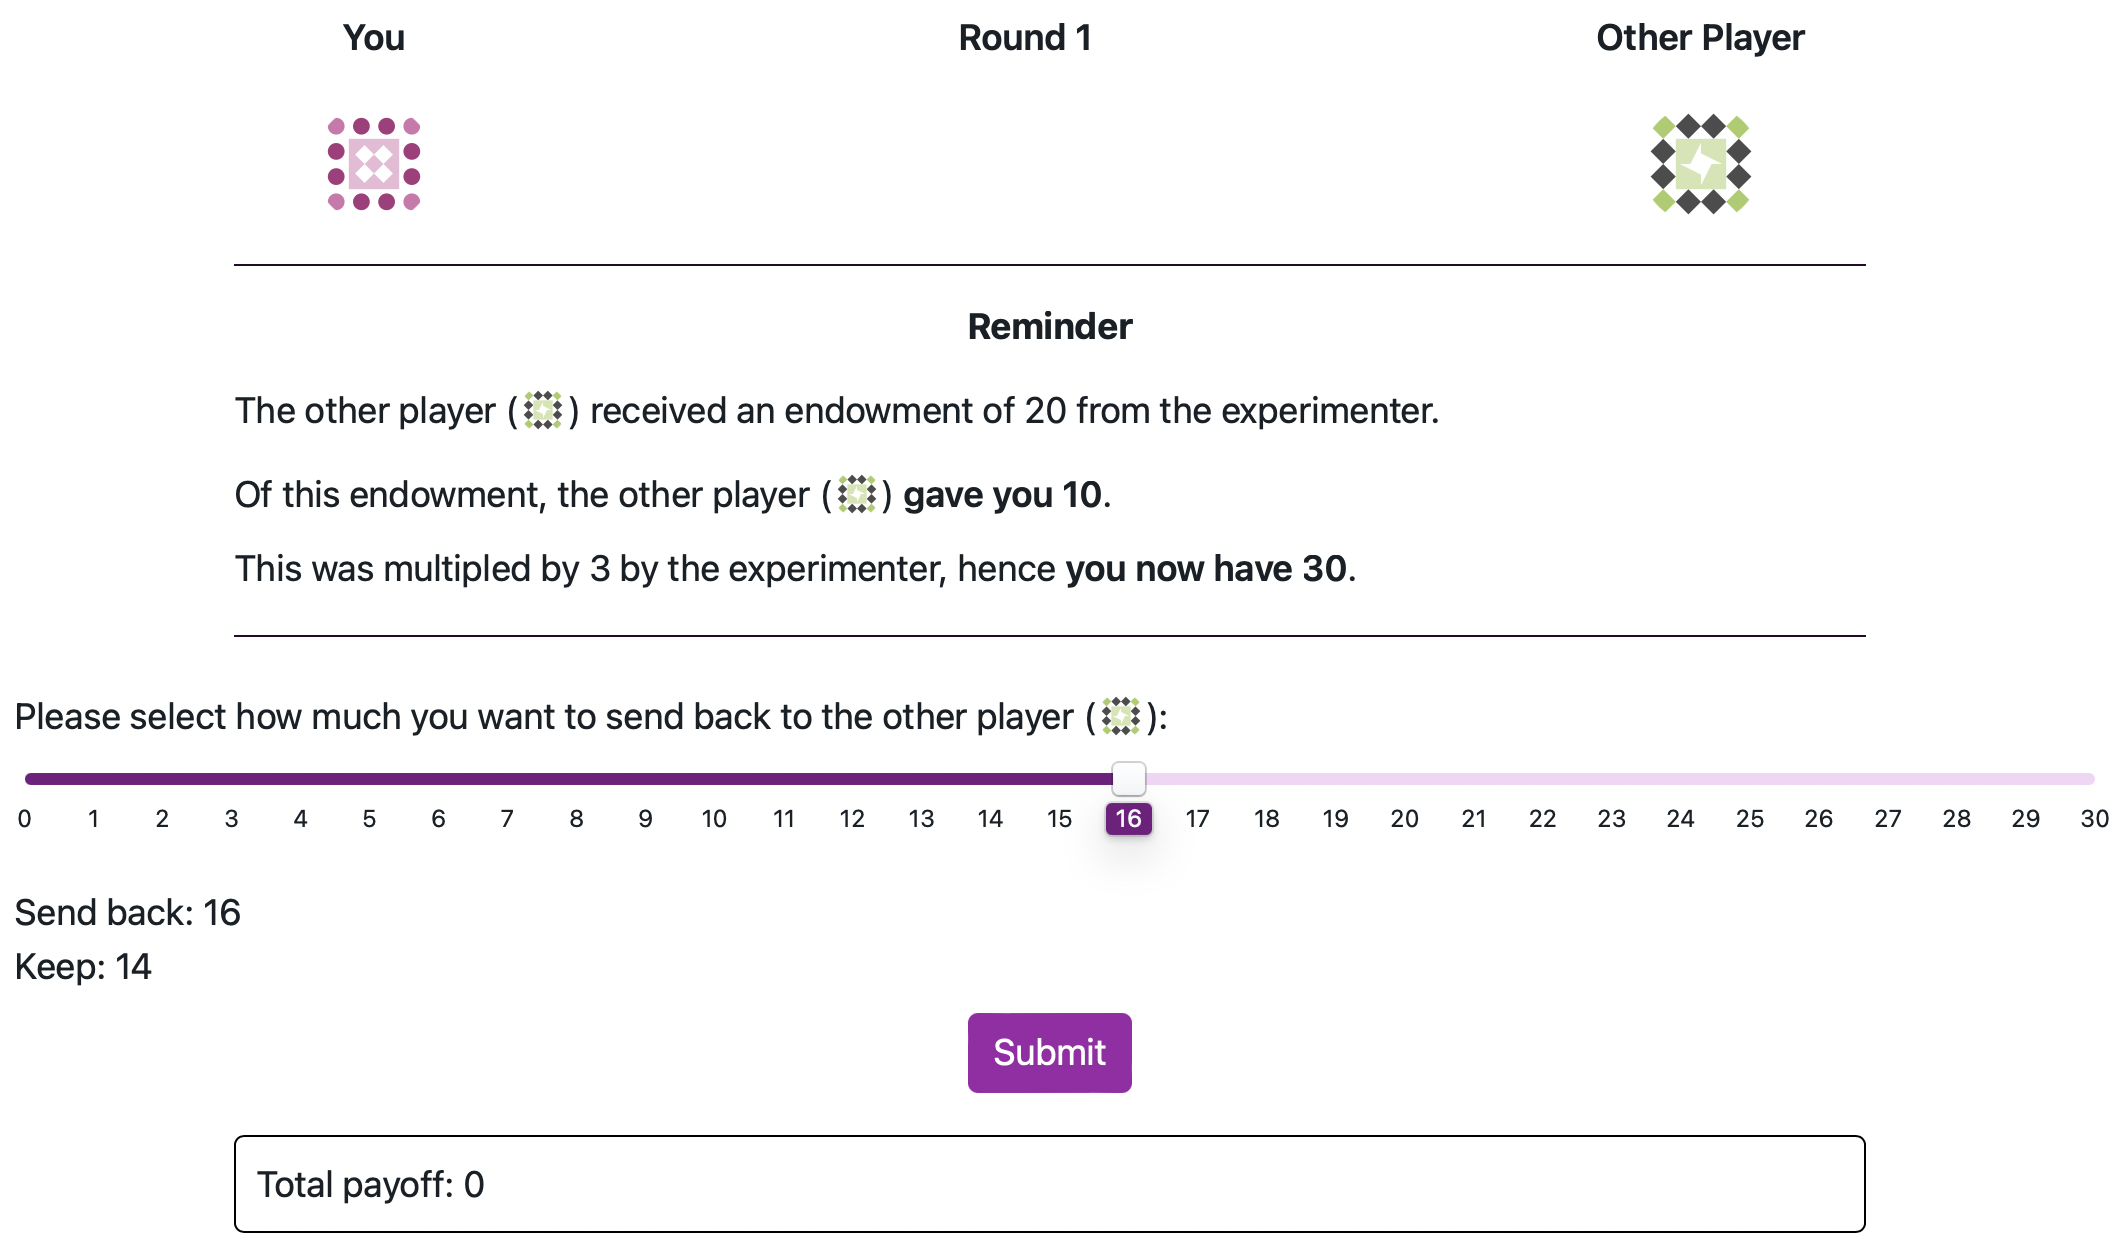 You Round 1 Other Player
Reminder
The other player ( ) received an endowment of 20 from the experimenter.
Of this endowment, the other player ( ) gave you 10.
This was multipled by 3 by the experimenter, hence you now have 30.
Please select how much you want to send back to the other player ( ):
0 1 2 3 4 5 6 7 8 9 10 11 12 13 14 15 16 17 18 19 20 21 22 23 24 25 26 27 28 29 30
Send back: 16
Keep: 14
Submit
Total payoff: 0